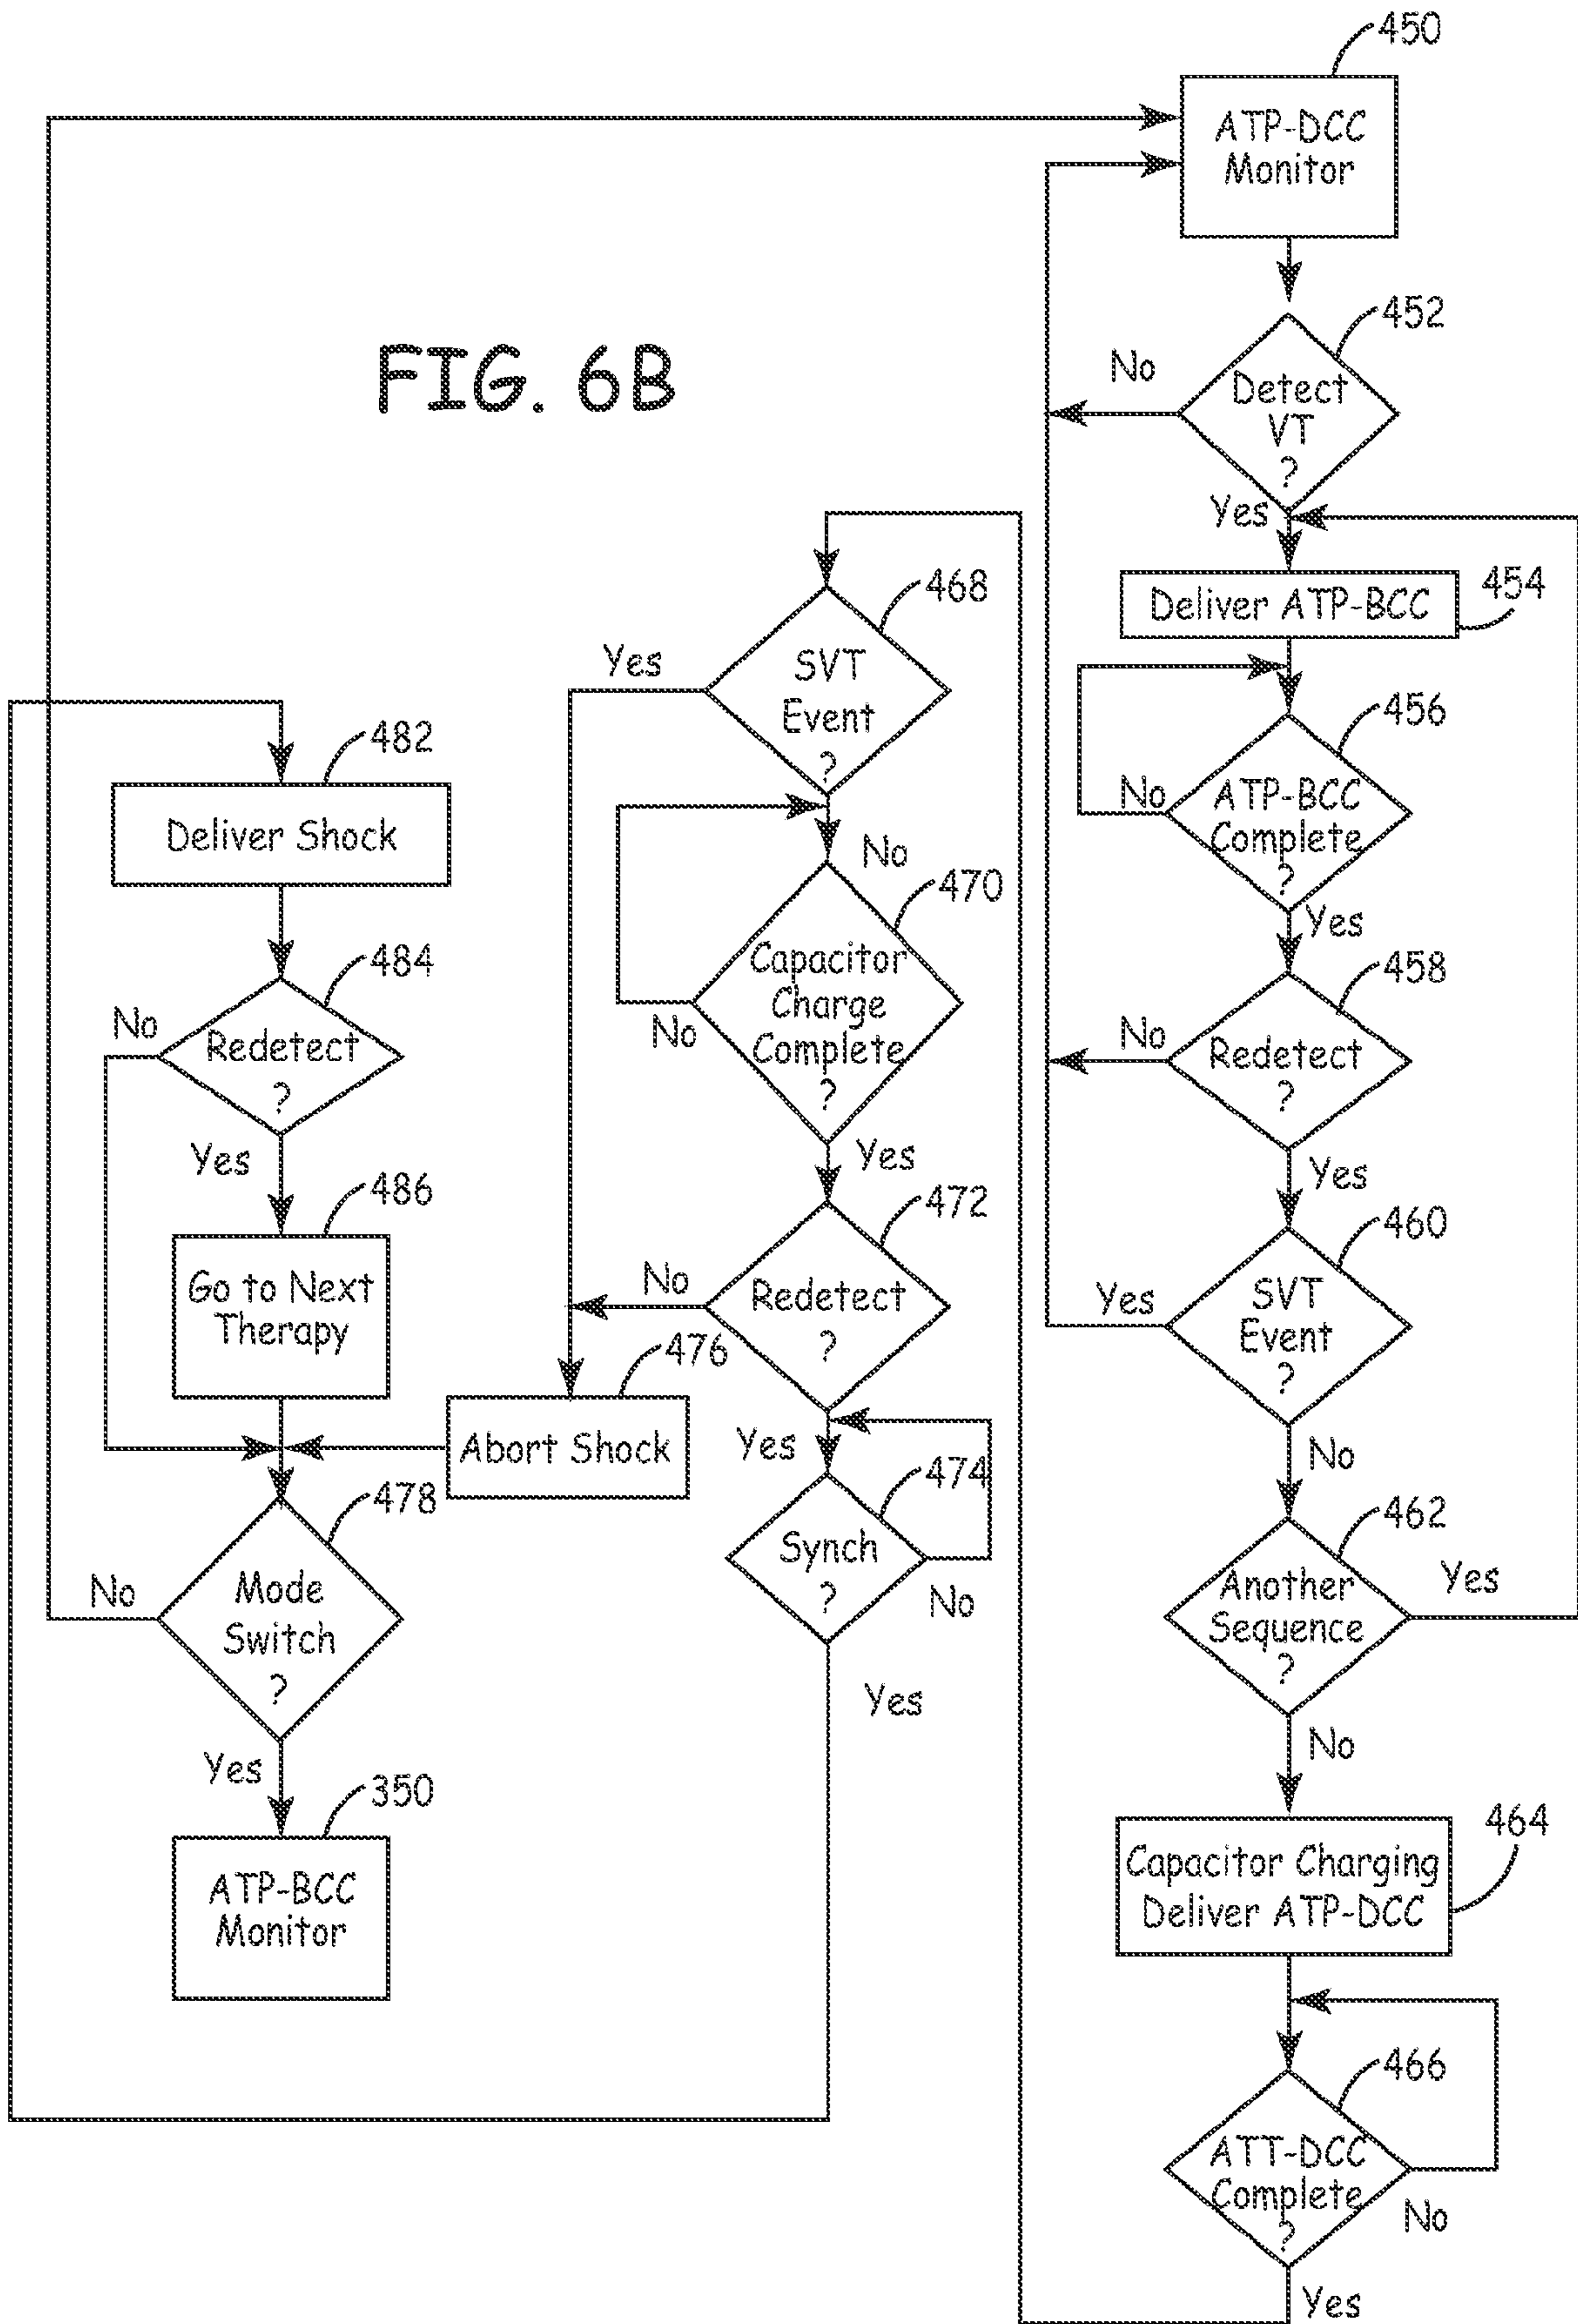 FIG. 6B
450
ATP-DCC
Monitor
452
Detect
VT
?
No
Yes
Deliver ATP-BCC
454
456
ATP-BCC
Complete
?
No
Yes
458
Redetect
?
No
Yes
460
SVT
Event
?
Yes
No
462
Another
Sequence
?
Yes
No
464
Capacitor Charging
Deliver ATP-DCC
466
ATT-DCC
Complete
?
No
Yes
468
SVT
Event
?
Yes
No
470
Capacitor
Charge
Complete
?
No
Yes
472
Redetect
?
No
Yes
474
Synch
?
No
Yes
476
Abort Shock
482
Deliver Shock
484
Redetect
?
No
Yes
486
Go to Next
Therapy
478
Mode
Switch
?
No
Yes
350
ATP-BCC
Monitor